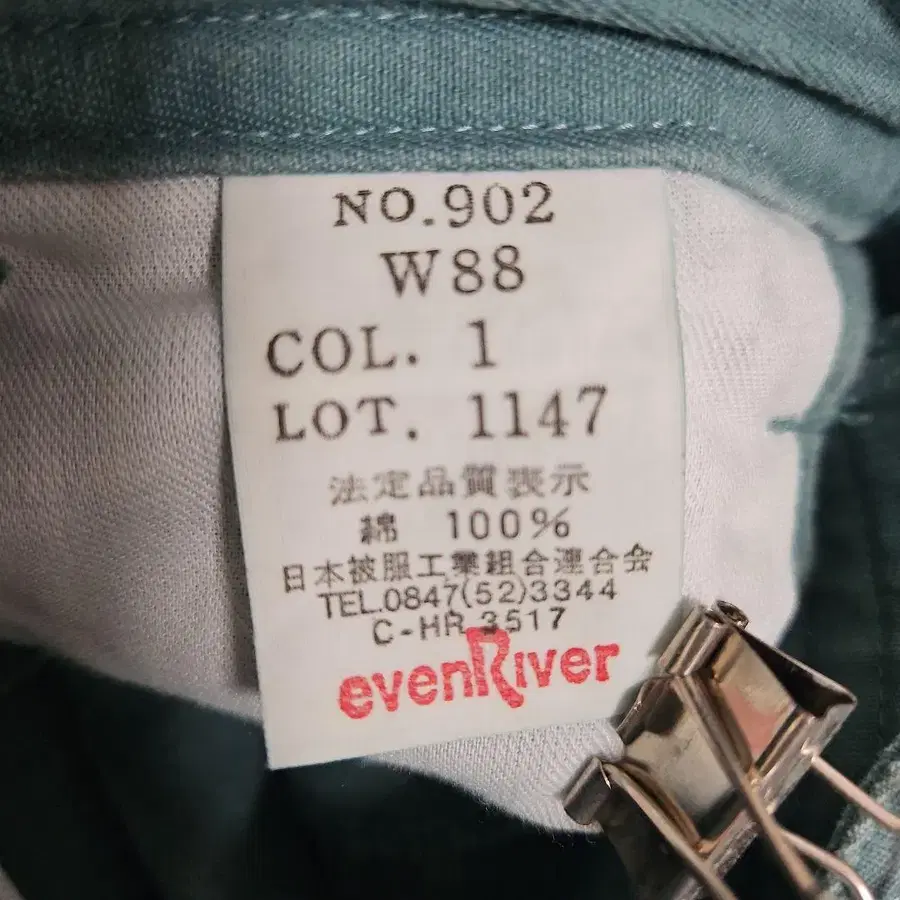 NO.902
W88
COL. 1
LOT. 1147
法定品質表示
綿 100%
日本被服工業組合連合会
TEL.0847(52)3344
C-HR 3517
evenRiver